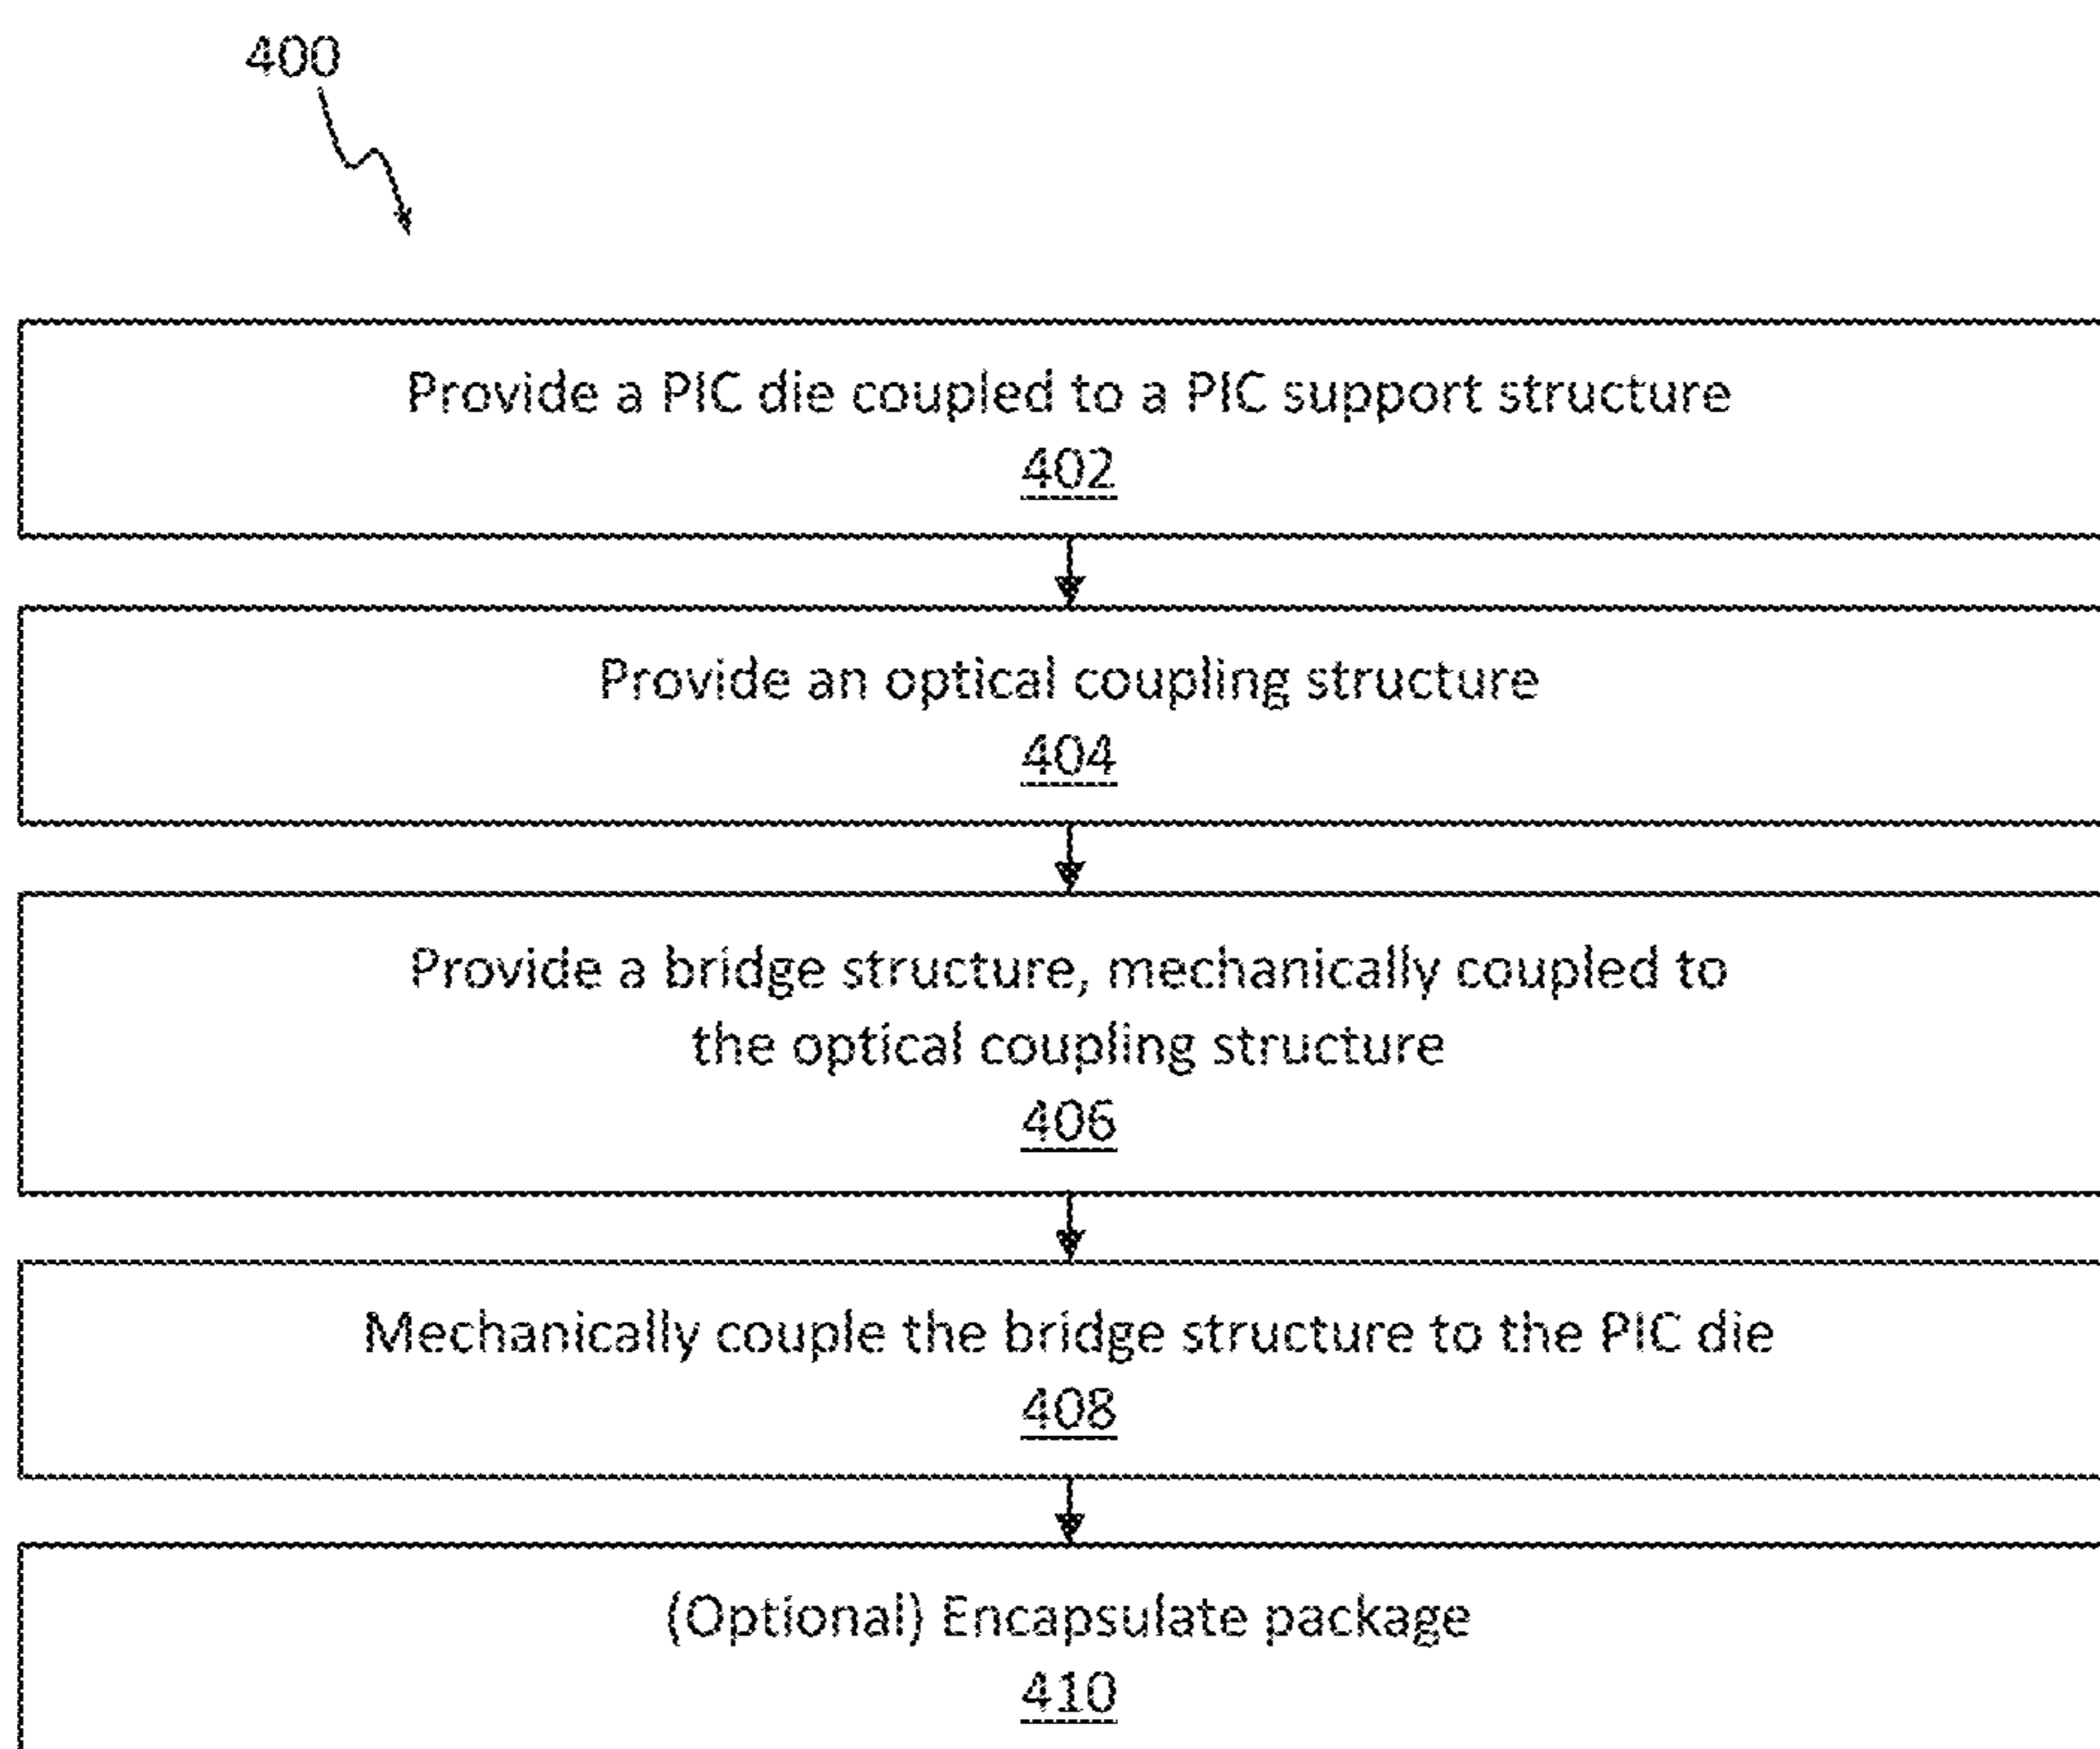 400
Provide a PIC die coupled to a PIC support structure
402
Provide an optical coupling structure
404
Provide a bridge structure, mechanically coupled to
the optical coupling structure
406
Mechanically couple the bridge structure to the PIC die
408
(Optional) Encapsulate package
410